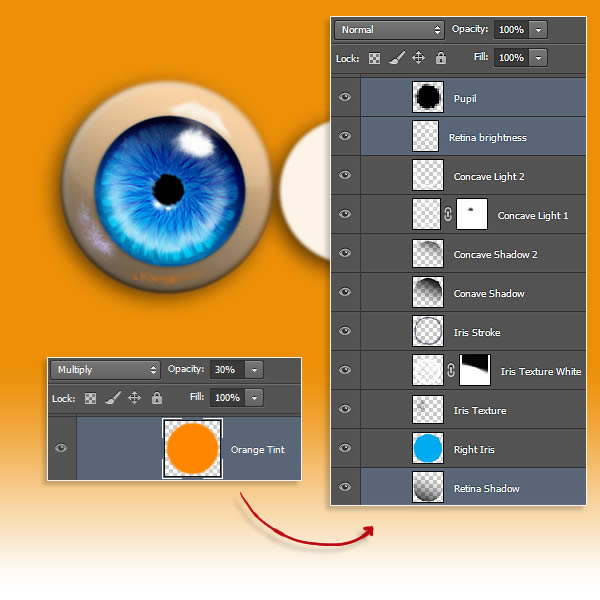 Normal Opacity: 100%
Lock: Fill: 100%
Pupil
Retina brightness
Concave Light 2
Concave Light 1
Concave Shadow 2
Conave Shadow
Iris Stroke
Iris Texture White
Iris Texture
Right Iris
Retina Shadow
Multiply Opacity: 30%
Lock: Fill: 100%
Orange Tint